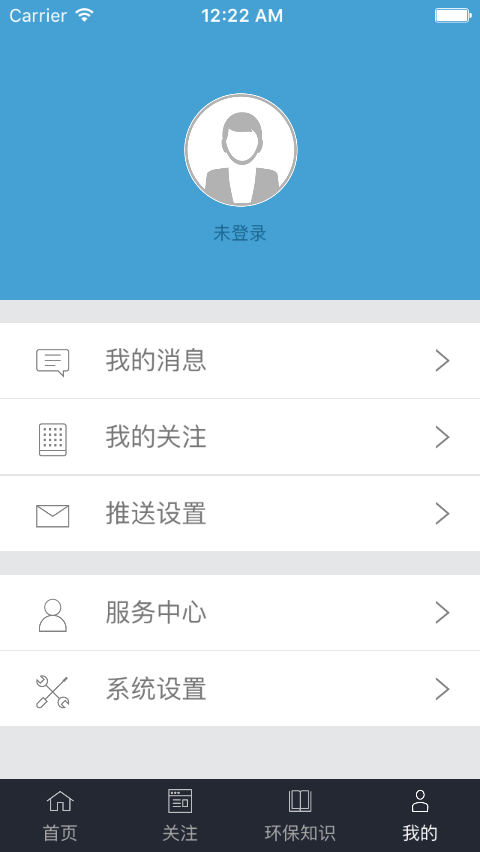 Carrier 12:22 AM
未登录
我的消息
我的关注
推送设置
服务中心
系统设置
首页 关注 环保知识 我的